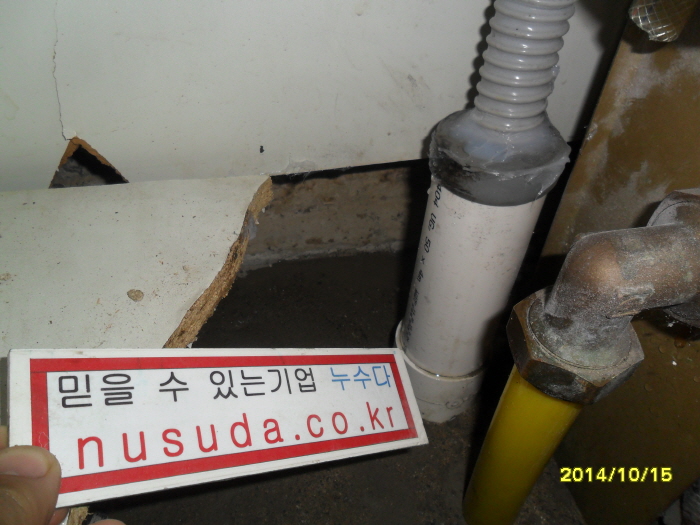 믿을 수 있는기업 누수다
nusuda.co.kr
2014/10/15